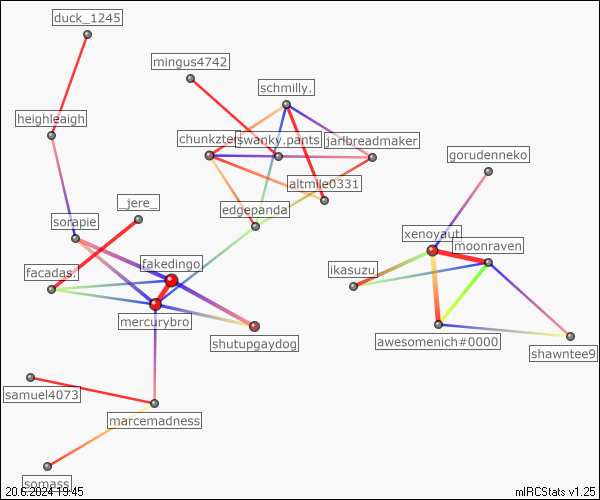 duck_1245
mingus4742
schmilly.
heighleaigh
chunkzter
swanky.pants
jarlbreadmaker
gorudenneko
altmile0331
_jere_
edgepanda
sorapie
xenoyaut
moonraven
fakedingo
facadas.
ikasuzu
mercurybro
shutupgaydog
awesomenich#0000
shawntee9
samuel4073
marcemadness
somass
20.6.2024 19:45
mIRCStats v1.25